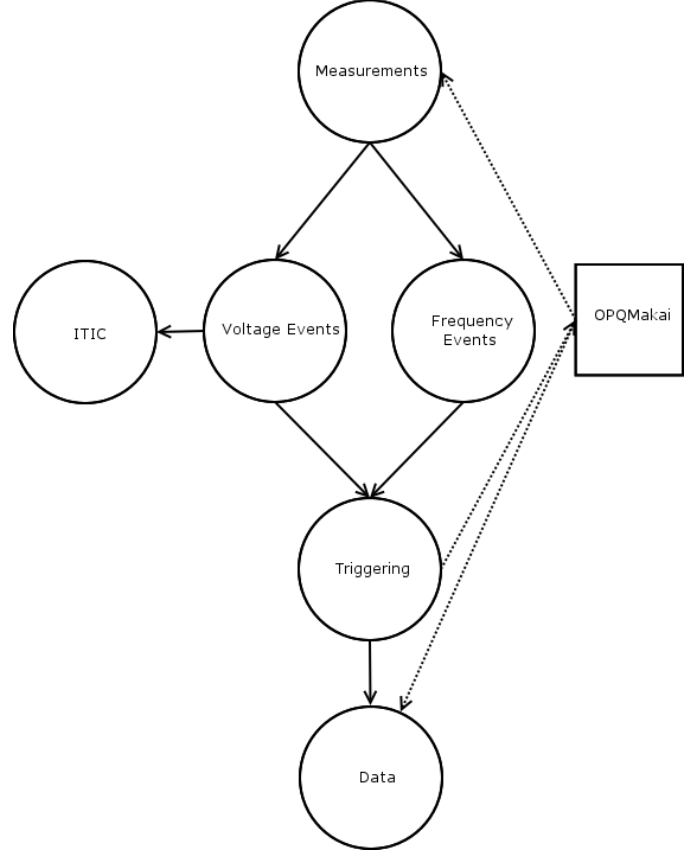 Measurements
ITIC
Voltage Events
Frequency
Events
OPQMakai
Triggering
Data